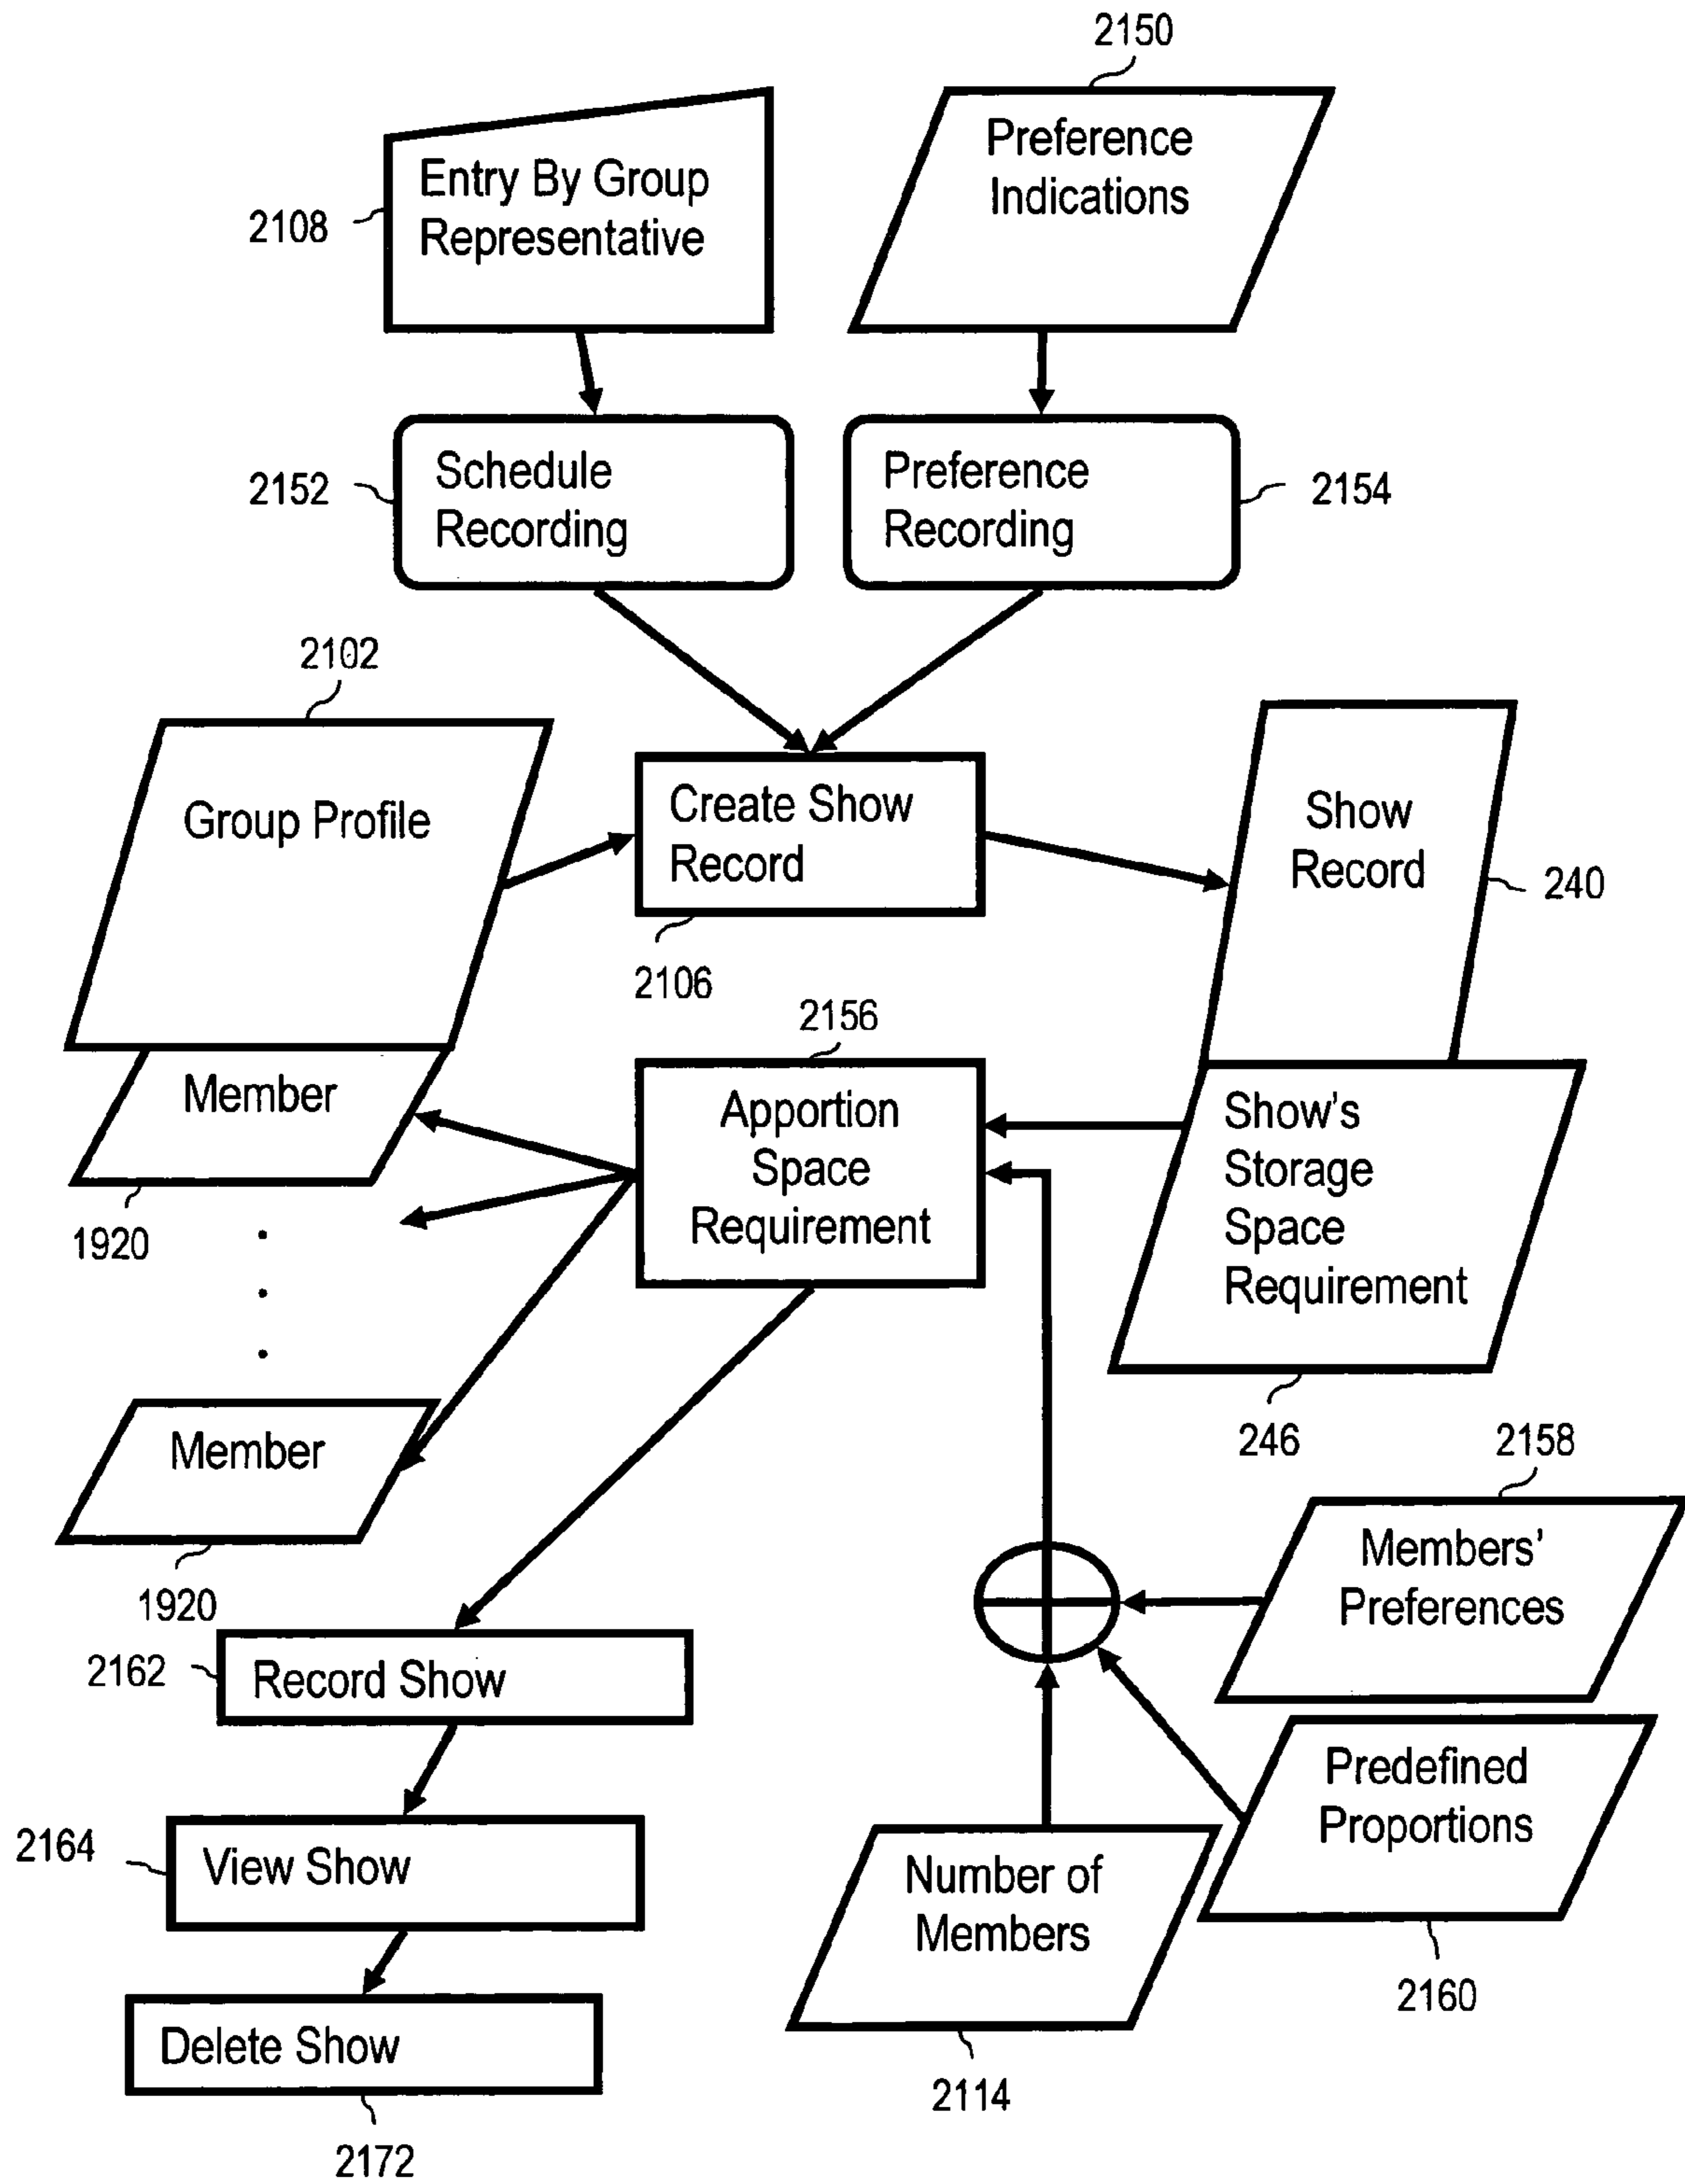 2150
Entry By Group
Representative
2108
Preference
Indications
Schedule
Recording
2152
Preference
Recording
2154
2102
Group Profile
Create Show
Record
2106
Show
Record
240
2156
Member
1920
.
.
.
Apportion
Space
Requirement
Show's
Storage
Space
Requirement
246
Member
1920
2158
Members'
Preferences
2162
Record Show
Predefined
Proportions
2160
2164
View Show
Number of
Members
2114
Delete Show
2172